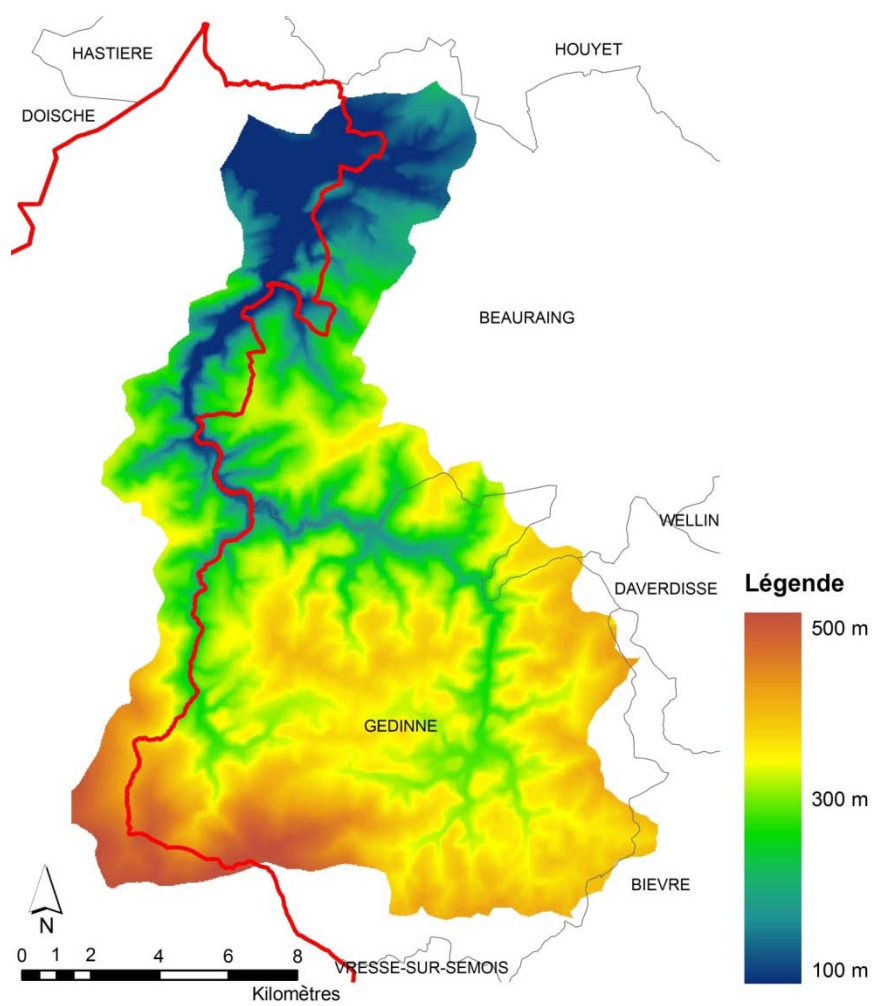 HASTIERE
HOUYET
DOISCHE
BEAURAING
WELLIN
DAVERDISSE
Légende
500 m
GEDINNE
300 m
BIEVRE
N
0 1 2 4 6 8
VRESSE-SUR-SEMOIS
100 m
Kilomètres